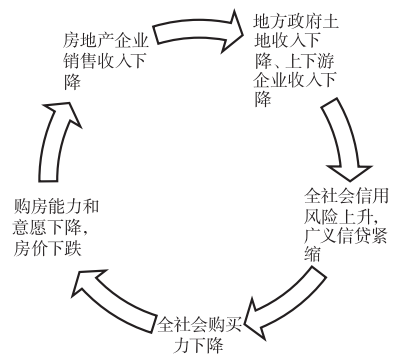 房地产企业
销售收入下
降
地方政府土
地收入下
降、上下游
企业收入下
降
全社会信用
风险上升,
广义信贷紧
缩
全社会购买
力下降
购房能力和
意愿下降,
房价下跌